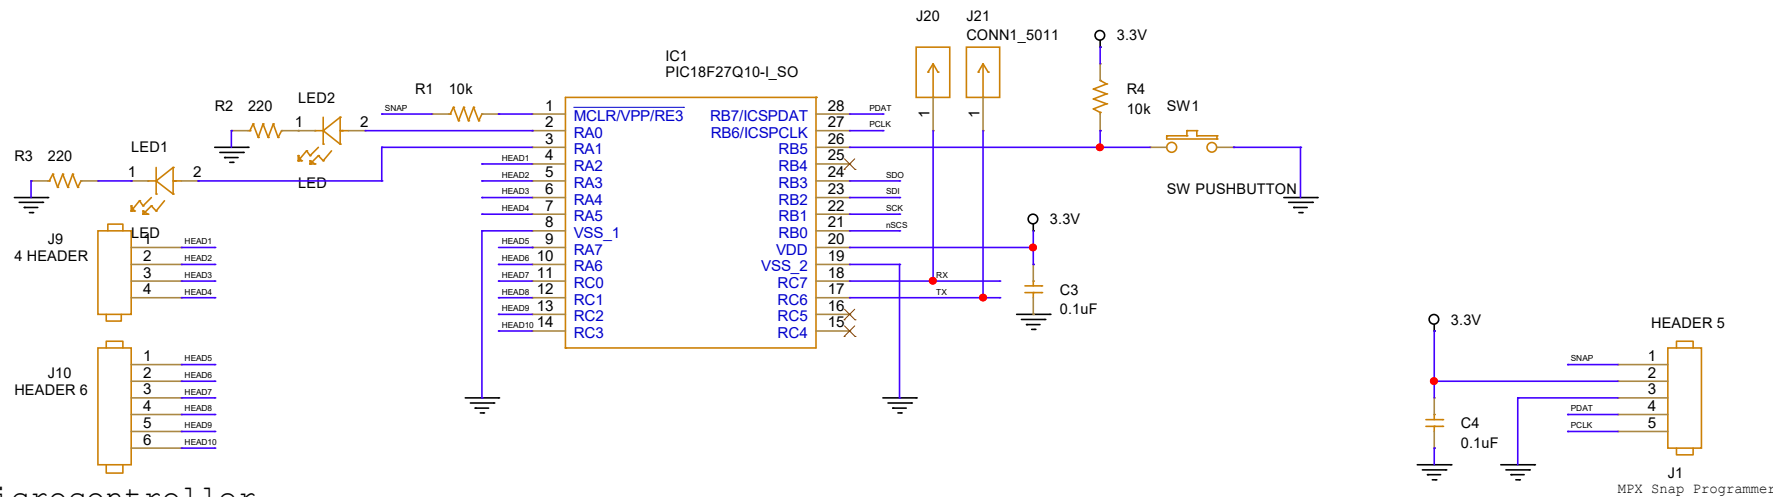 J20
J21
CONN1_5011
3.3V
IC1
PIC18F27Q10-I_SO
R4
10k
SW1
SW PUSHBUTTON
R1 10k
SNAP
R2 220
LED2
1 2
LED
R3 220
LED1
1 2
LED
1 MCLR/VPP/RE3
2 RA0
3 RA1
HEAD1 4 RA2
HEAD2 5 RA3
HEAD3 6 RA4
HEAD4 7 RA5
8 VSS_1
HEAD5 9 RA7
HEAD6 10 RA6
HEAD7 11 RC0
HEAD8 12 RC1
HEAD9 13 RC2
HEAD10 14 RC3
RB7/ICSPDAT 28 PDAT
RB6/ICSPCLK 27 PCLK
RB5 26
RB4 25
RB3 24 SDO
RB2 23 SDI
RB1 22 SCK
RB0 21 nSCS
VDD 20
VSS_2 19
RC7 18 RX
RC6 17 TX
RC5 16
RC4 15
1
1
3.3V
C3
0.1uF
J9
4 HEADER
1 HEAD1
2 HEAD2
3 HEAD3
4 HEAD4
J10
HEADER 6
1 HEAD5
2 HEAD6
3 HEAD7
4 HEAD8
5 HEAD9
6 HEAD10
3.3V
C4
0.1uF
HEADER 5
SNAP 1
2
3
PDAT 4
PCLK 5
J1
MPX Snap Programmer